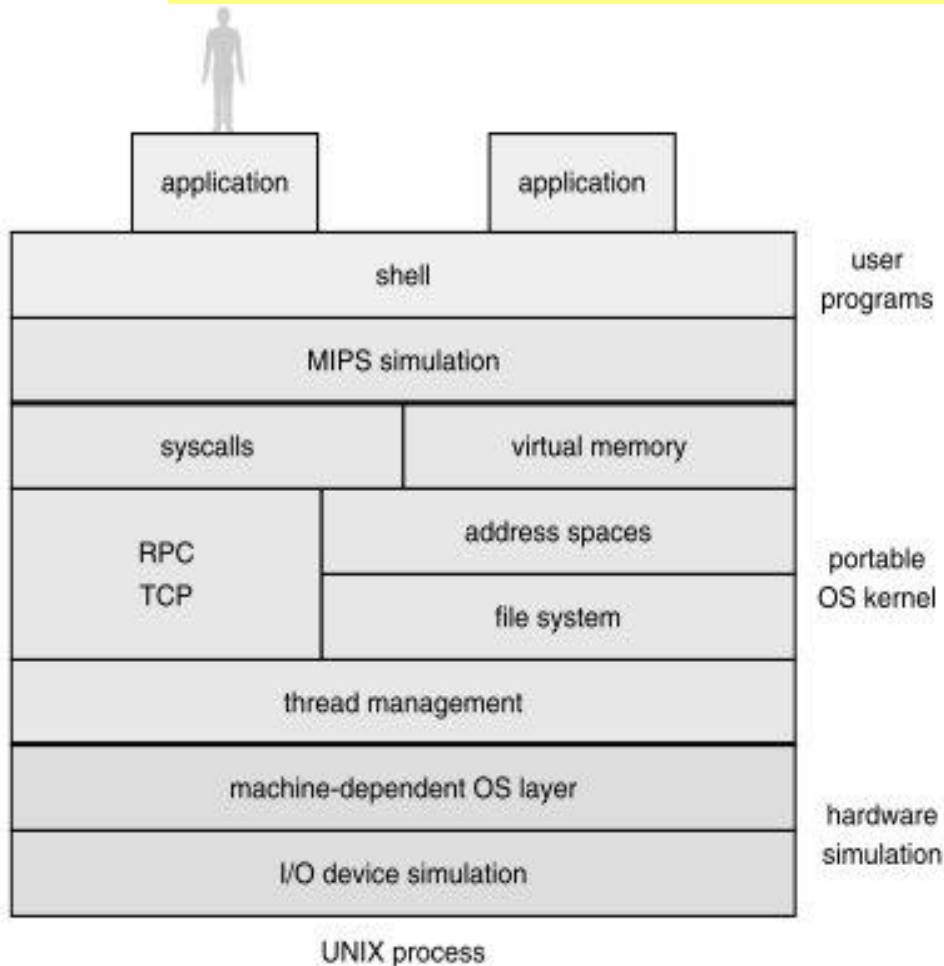 application
application
shell
user
programs
MIPS simulation
syscalls
virtual memory
RPC
TCP
address spaces
file system
portable
OS kernel
thread management
machine-dependent OS layer
I/O device simulation
hardware
simulation
UNIX process